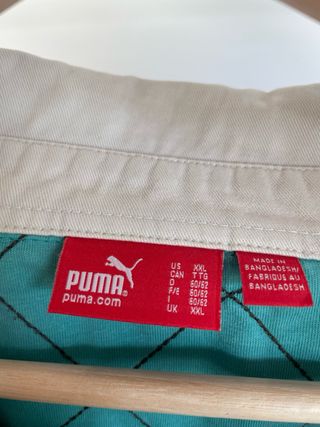 PUMA®
puma.com
US XXL
CAN TTG
D 60/62
F/E 60/62
I 60/62
UK XXL
MADE IN
BANGLADESH/
FABRIQUE AU
BANGLADESH